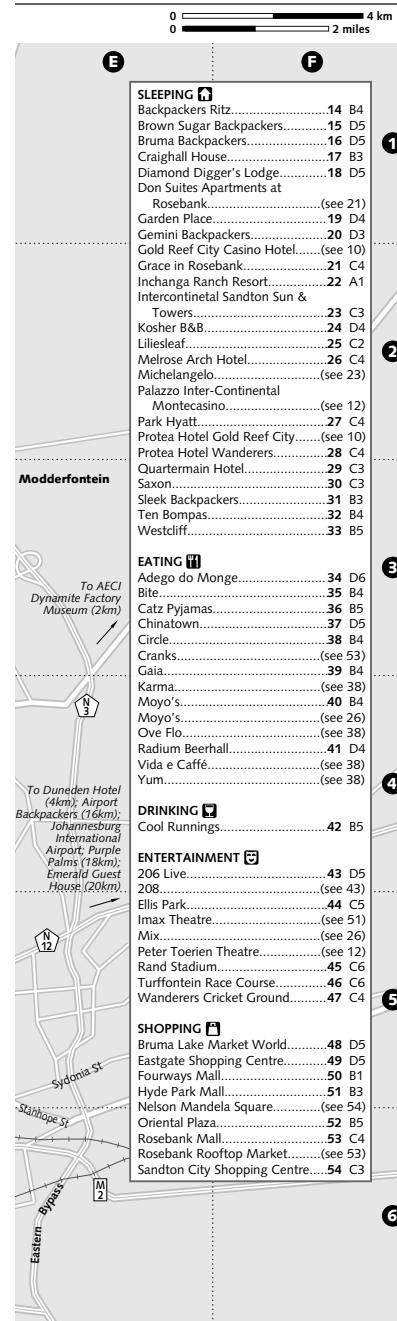 0 4 km
0 2 miles
E F
1
2
3
4
5
6
SLEEPING
Backpackers Ritz....................14 B4
Brown Sugar Backpackers............15 D5
Bruma Backpackers..................16 D5
Craighall House.....................17 B3
Diamond Digger's Lodge............18 D5
Don Suites Apartments at
Rosebank.......................(see 21)
Garden Place........................19 D4
Gemini Backpackers.................20 D3
Gold Reef City Casino Hotel......(see 10)
Grace in Rosebank...................21 C4
Inchanga Ranch Resort..............22 A1
Intercontinetal Sandton Sun &
Towers..........................23 C3
Kosher B&B.........................24 D4
Liliesleaf............................25 C2
Melrose Arch Hotel..................26 C4
Michelangelo.....................(see 23)
Palazzo Inter-Continental
Montecasino....................(see 12)
Park Hyatt...........................27 C4
Protea Hotel Gold Reef City......(see 10)
Protea Hotel Wanderers.............28 C4
Quartermain Hotel..................29 C3
Saxon...............................30 C3
Sleek Backpackers...................31 B3
Ten Bompas.........................32 B4
Westcliff.............................33 B5
EATING
Adego do Monge....................34 D6
Bite..................................35 B4
Catz Pyjamas........................36 B5
Chinatown...........................37 D5
Circle................................38 B4
Cranks............................(see 53)
Gaia.................................39 B4
Karma............................(see 38)
Moyo's..............................40 B4
Moyo's...........................(see 26)
Ove Flo..........................(see 38)
Radium Beerhall.....................41 D4
Vida e Caffé......................(see 38)
Yum..............................(see 38)
DRINKING
Cool Runnings.......................42 B5
ENTERTAINMENT
206 Live.............................43 D5
208...............................(see 43)
Ellis Park............................44 C5
Imax Theatre.....................(see 51)
Mix...............................(see 26)
Peter Toerien Theatre.............(see 12)
Rand Stadium.......................45 C6
Turffontein Race Course............46 C6
Wanderers Cricket Ground..........47 C4
SHOPPING
Bruma Lake Market World..........48 D5
Eastgate Shopping Centre...........49 D5
Fourways Mall.......................50 B1
Hyde Park Mall......................51 B3
Nelson Mandela Square...........(see 54)
Oriental Plaza.......................52 B5
Rosebank Mall.......................53 C4
Rosebank Rooftop Market........(see 53)
Sandton City Shopping Centre.....54 C3
Modderfontein
To AECI
Dynamite Factory
Museum (2km)
N
3
To Duneden Hotel
(4km); Airport
Backpackers (16km);
Johannesburg
International
Airport; Purple
Palms (18km);
Emerald Guest
House (20km)
N
12
Sydonia St
Stanhope St
M
2
Eastern Bypass